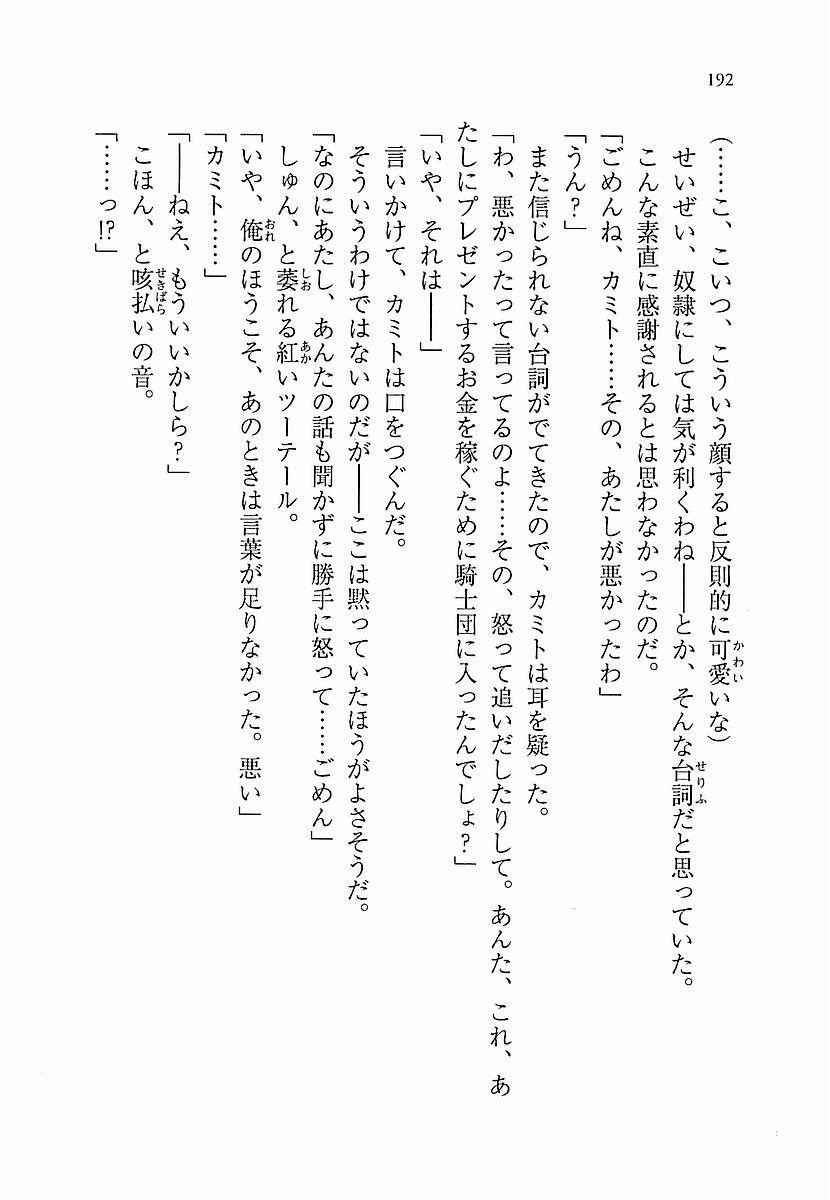 192
(……こ、こいつ、こういう顔すると反則的に可愛いな)
せいぜい、奴隷にしては気が利くわね――とか、そんな台詞だと思っていた。
こんな素直に感謝されるとは思わなかったのだ。
「ごめんね、カミト……その、あたしが悪かったわ」
「うん?」
また信じられない台詞がでてきたので、カミトは耳を疑った。
「わ、悪かったって言ってるのよ……その、怒って追いだしたりして。あんた、これ、あ
たしにプレゼントするお金を稼ぐために騎士団に入ったんでしょ?」
「いや、それは――」
言いかけて、カミトは口をつぐんだ。
そういうわけではないのだが――ここは黙っていたほうがよさそうだ。
「なのにあたし、あんたの話も聞かずに勝手に怒って……ごめん」
しゅん、と萎れる紅いツーテール。
「いや、俺のほうこそ、あのときは言葉が足りなかった。悪い」
「カミト……」
「――ねえ、もういいかしら?」
こほん、と咳払いの音。
「……っ!?」